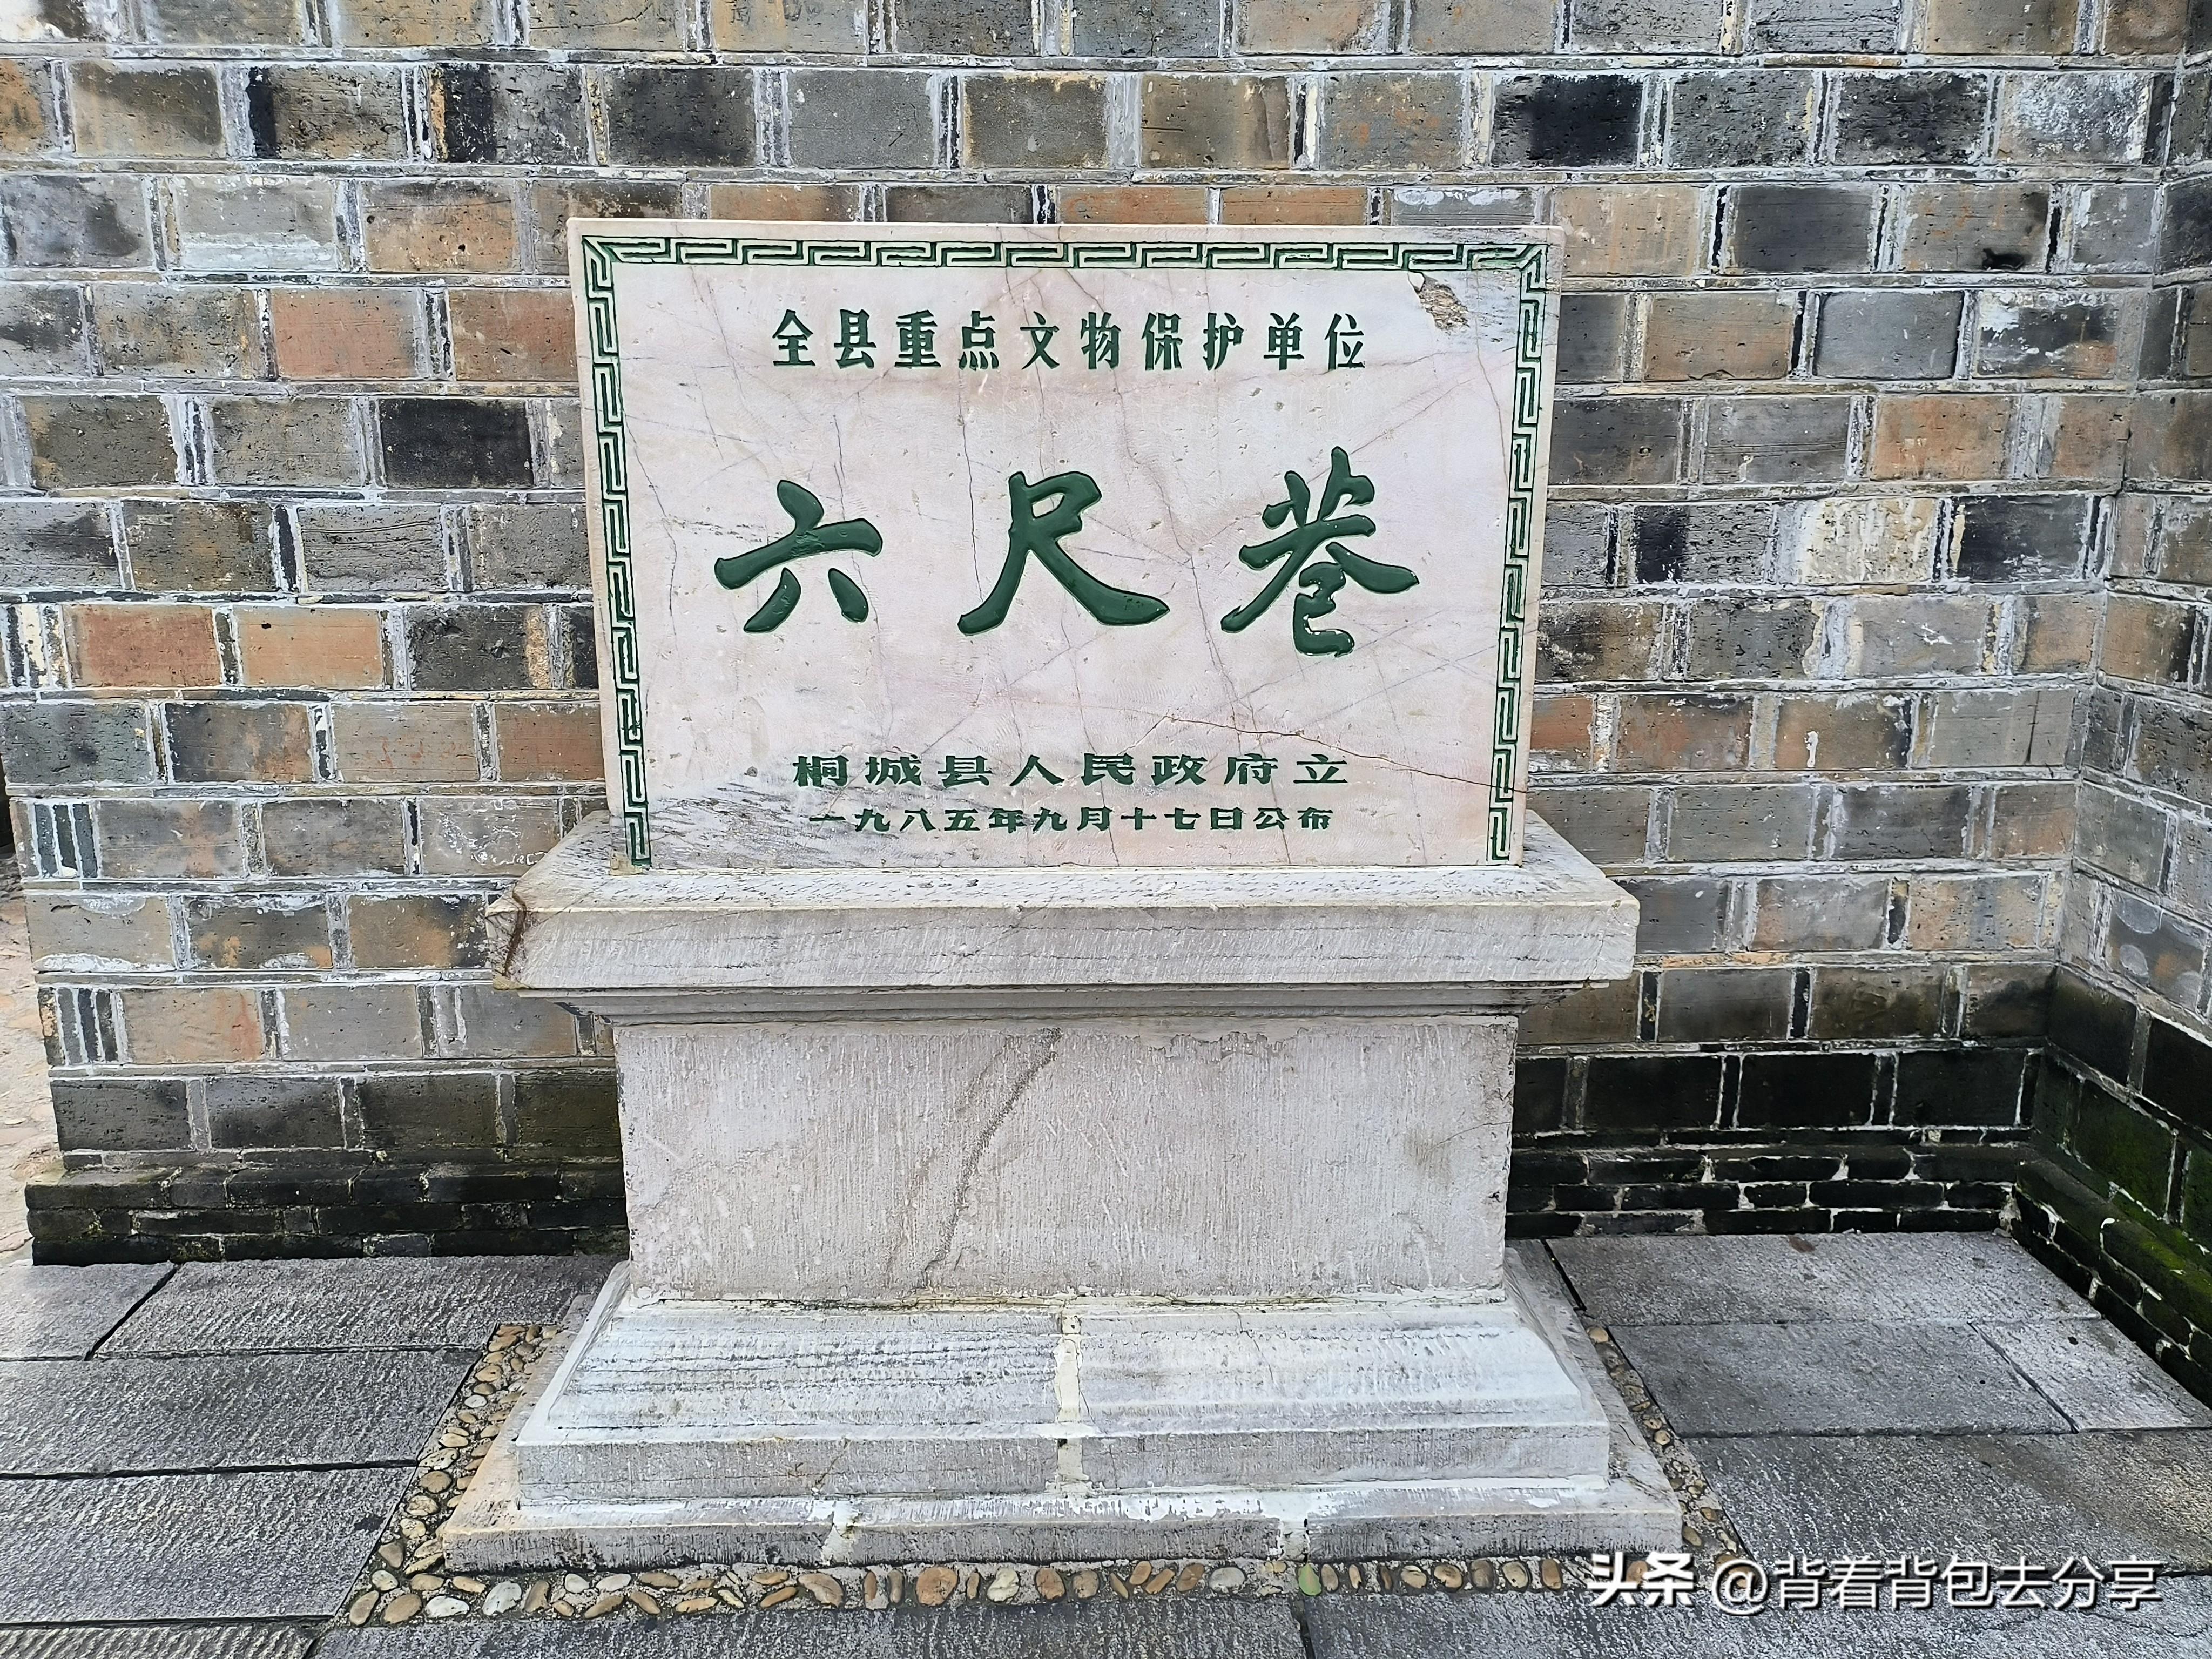 全县重点文物保护单位
六尺巷
桐城县人民政府立
一九八五年九月十七日公布
头条 @背着背包去分享